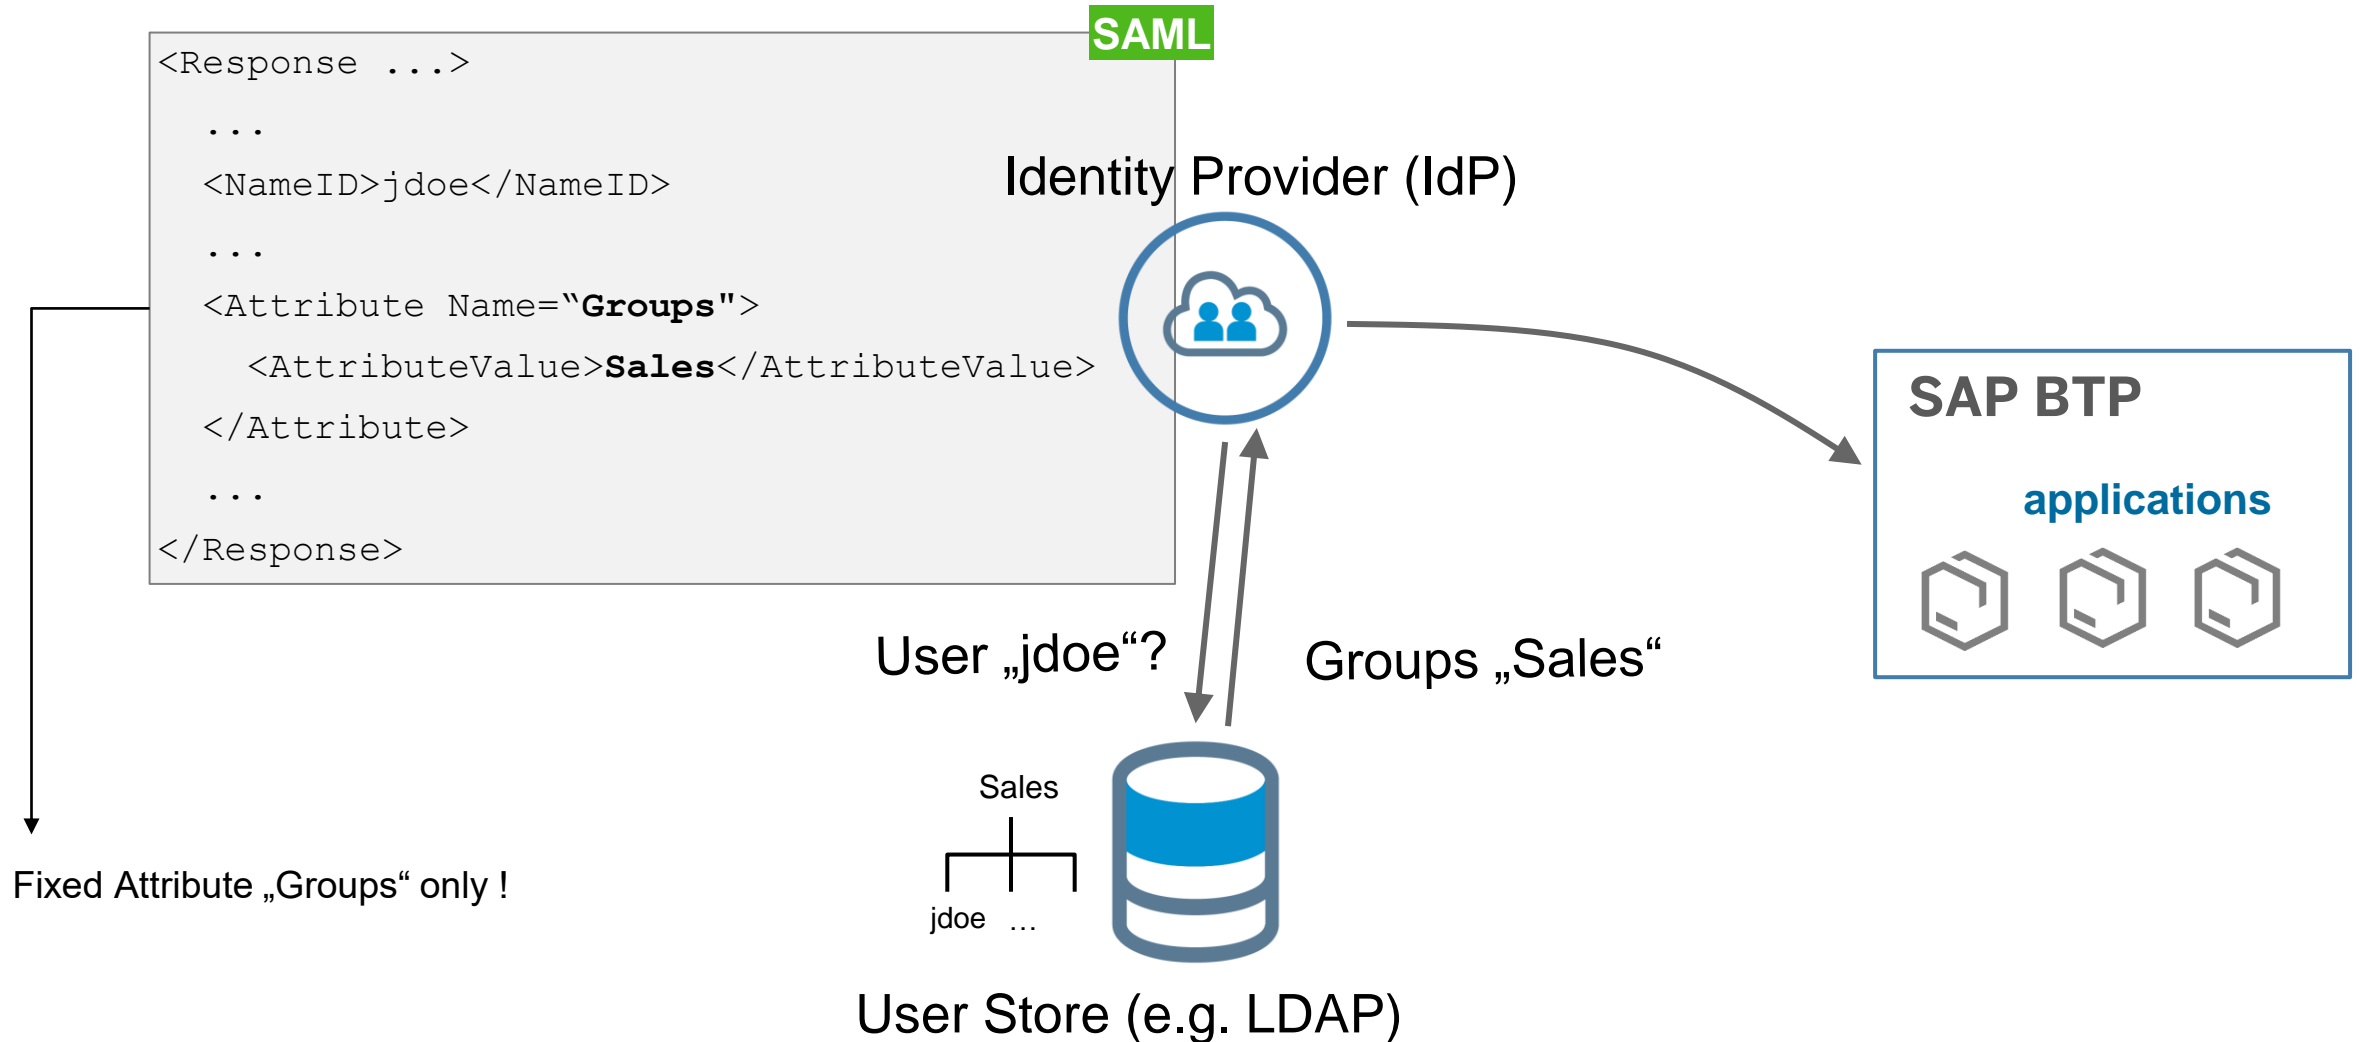 SAML
<Response ...>
...
<NameID>jdoe</NameID>
...
<Attribute Name=“Groups">
<AttributeValue>Sales</AttributeValue>
</Attribute>
...
</Response>
Identity Provider (IdP)
SAP BTP
applications
User „jdoe“?
Groups „Sales“
Sales
jdoe ...
Fixed Attribute „Groups“ only !
User Store (e.g. LDAP)